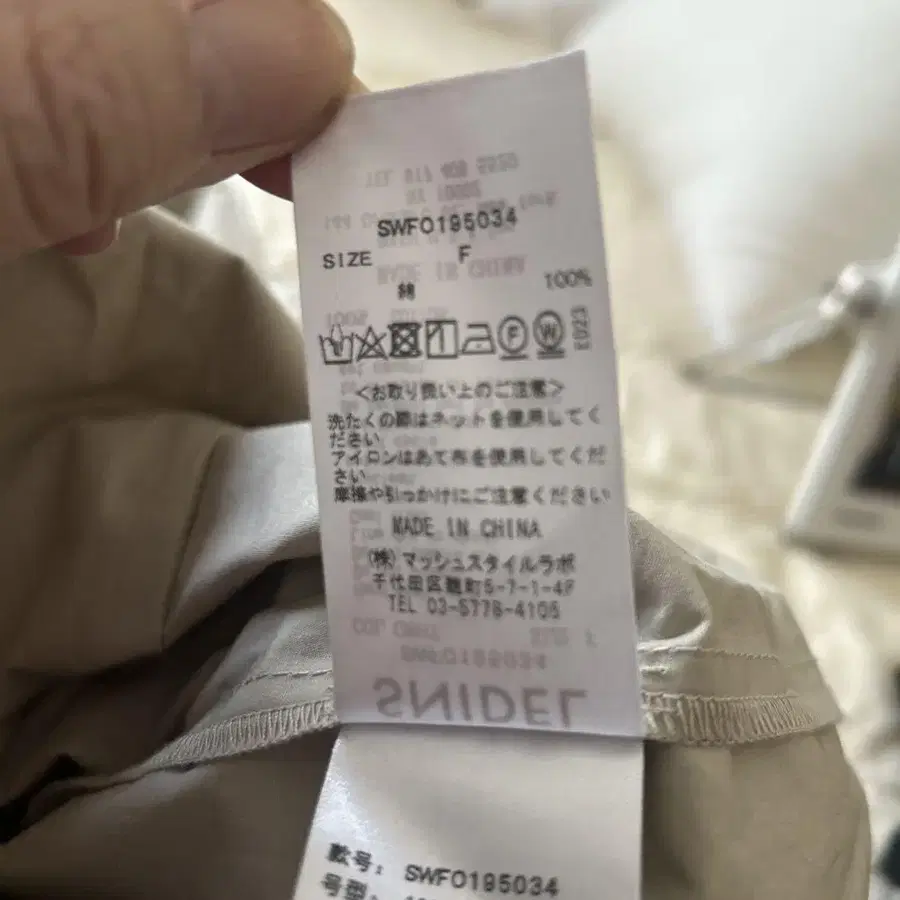 SWFO195034
SIZE F
綿 100%
F W E023
<お取り扱い上のご注意>
洗たくの際はネットを使用してく
ださい
アイロンはあて布を使用してくだ
さい
摩擦や引っかけにご注意ください
MADE IN CHINA
(株)マッシュスタイルラボ
千代田区麹町5-7-1-4F
TEL 03-5778-4105
SWFO195034
SNIDEL
款号: SWFO195034
号型: